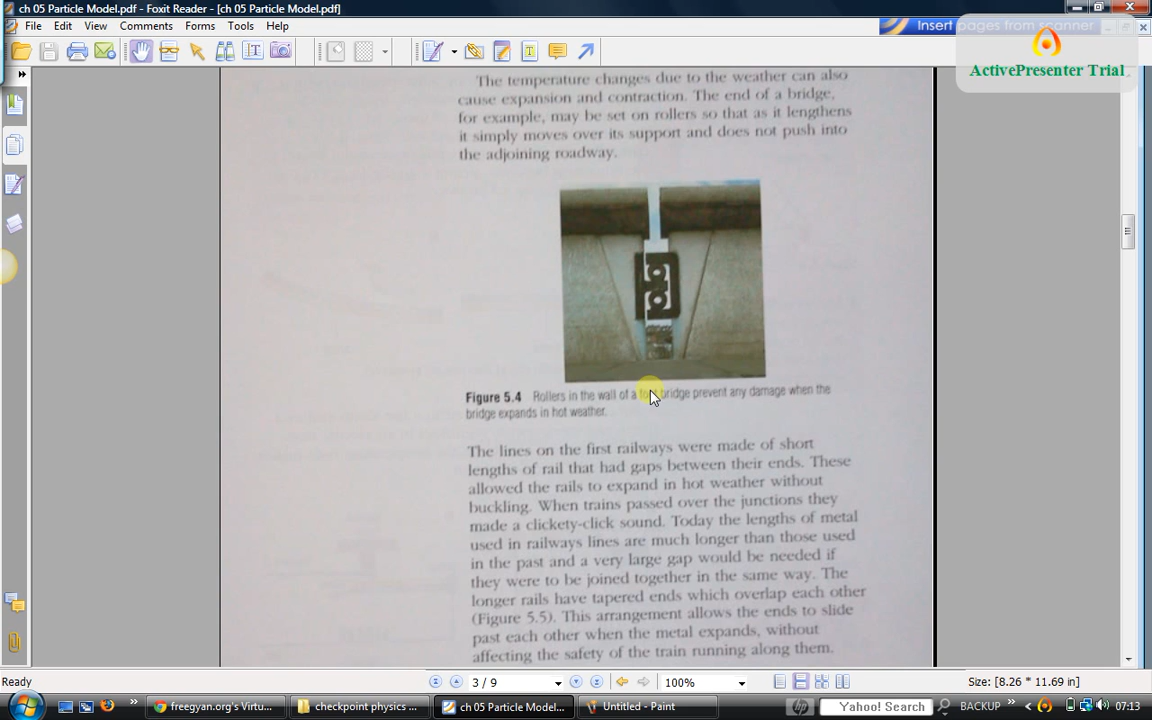 ch 05 Particle Model.pdf - Foxit Reader - [ch 05 Particle Model.pdf]
File Edit View Comments Forms Tools Help
Insert pages from scanner
ActivePresenter Trial
The temperature changes due to the weather can also
cause expansion and contraction. The end of a bridge,
for example, may be set on rollers so that as it lengthens
it simply moves over its support and does not push into
the adjoining roadway.
Figure 5.4 Rollers in the wall of a foot bridge prevent any damage when the
bridge expands in hot weather.
The lines on the first railways were made of short
lengths of rail that had gaps between their ends. These
allowed the rails to expand in hot weather without
buckling. When trains passed over the junctions they
made a clickety-click sound. Today the lengths of metal
used in railways lines are much longer than those used
in the past and a very large gap would be needed if
they were to be joined together in the same way. The
longer rails have tapered ends which overlap each other
(Figure 5.5). This arrangement allows the ends to slide
past each other when the metal expands, without
affecting the safety of the train running along them.
Ready
3 / 9
100%
Size: [8.26 * 11.69 in]
freegyan.org's Virtu...
checkpoint physics ...
ch 05 Particle Model...
Untitled - Paint
Yahoo! Search
BACKUP
07:13